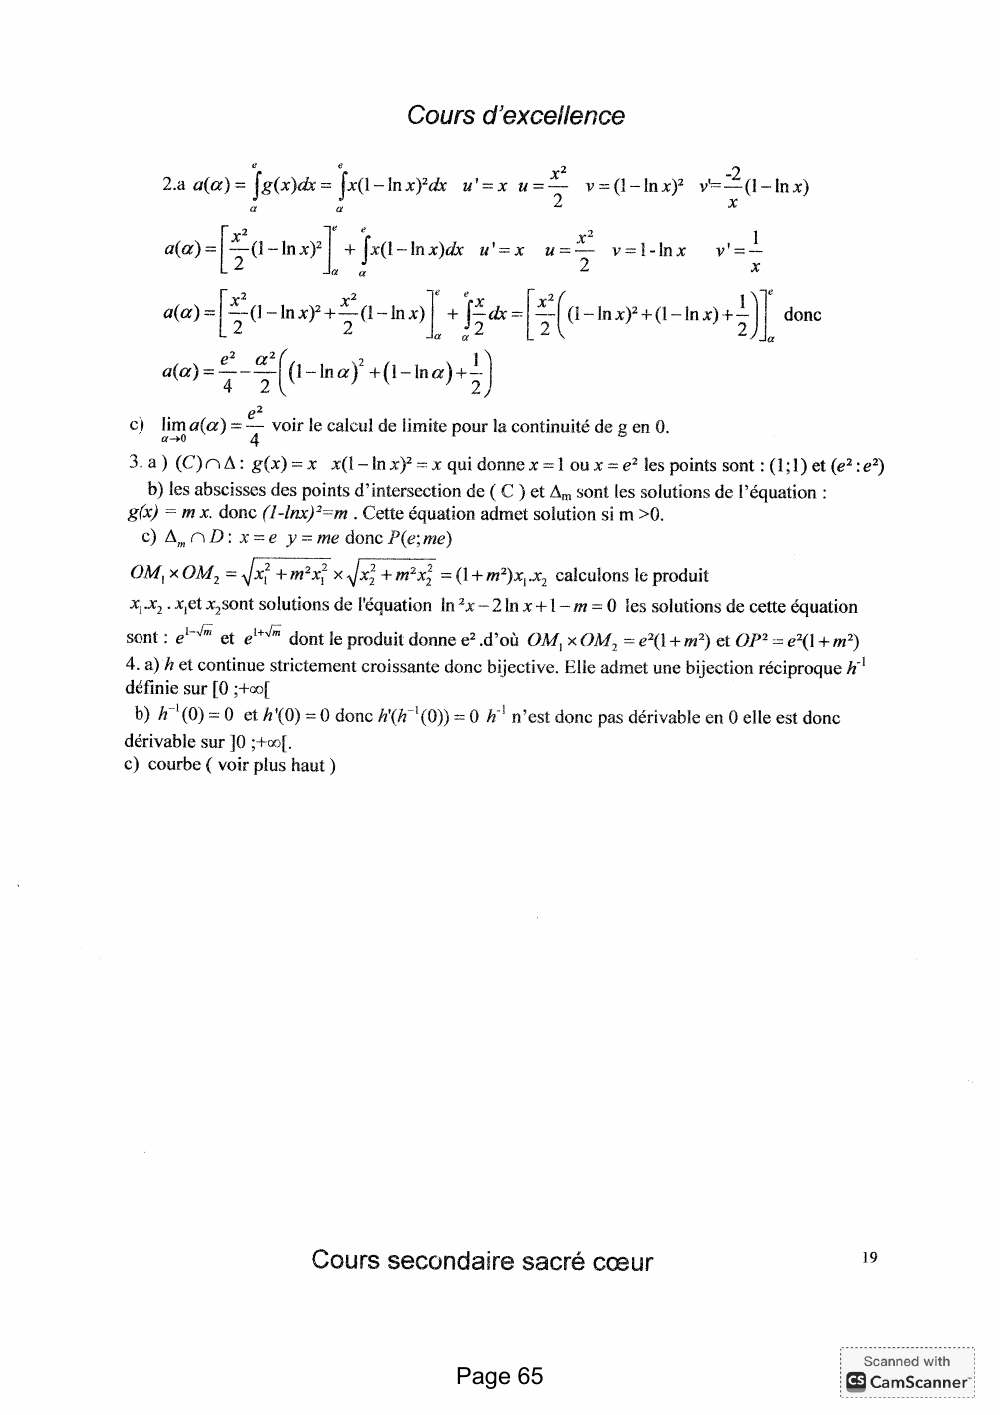 Cours d'excellence
2.a a(α) = ∫_α^e g(x)dx = ∫_α^e x(1 – ln x)²dx u' = x u = x²/2 v = (1 – ln x)² v'= -2/x (1 – ln x)
a(α) = [x²/2 (1 – ln x)²]_α^e + ∫_α^e x(1 – ln x)dx u' = x u = x²/2 v = 1 - ln x v' = 1/x
a(α) = [x²/2 (1 – ln x)² + x²/2 (1 – ln x)]_α^e + ∫_α^e x/2 dx = [x²/2 ((1 – ln x)² + (1 – ln x) + 1/2)]_α^e donc
a(α) = e²/4 – α²/2 ((1 – ln α)² + (1 – ln α) + 1/2)
c) lim_{α→0} a(α) = e²/4 voir le calcul de limite pour la continuité de g en 0.
3. a ) (C)∩Δ : g(x) = x x(1 – ln x)² = x qui donne x = 1 ou x = e² les points sont : (1;1) et (e² : e²)
b) les abscisses des points d'intersection de ( C ) et Δₘ sont les solutions de l'équation :
g(x) = m x. donc (1-lnx)²=m . Cette équation admet solution si m >0.
c) Δₘ ∩ D : x = e y = me donc P(e; me)
OM₁ × OM₂ = √(x₁² + m²x₁²) × √(x₂² + m²x₂²) = (1 + m²)x₁.x₂ calculons le produit
x₁.x₂ . x₁et x₂sont solutions de l'équation ln ²x – 2 ln x + 1 – m = 0 les solutions de cette équation
sont : e^{1–√m} et e^{1+√m} dont le produit donne e² .d'où OM₁ × OM₂ = e²(1 + m²) et OP² = e²(1 + m²)
4. a) h et continue strictement croissante donc bijective. Elle admet une bijection réciproque h⁻¹
définie sur [0 ;+∞[
b) h⁻¹(0) = 0 et h'(0) = 0 donc h'(h⁻¹(0)) = 0 h⁻¹ n'est donc pas dérivable en 0 elle est donc
dérivable sur ]0 ;+∞[.
c) courbe ( voir plus haut )
Cours secondaire sacré cœur 19
Page 65
Scanned with
CS CamScanner